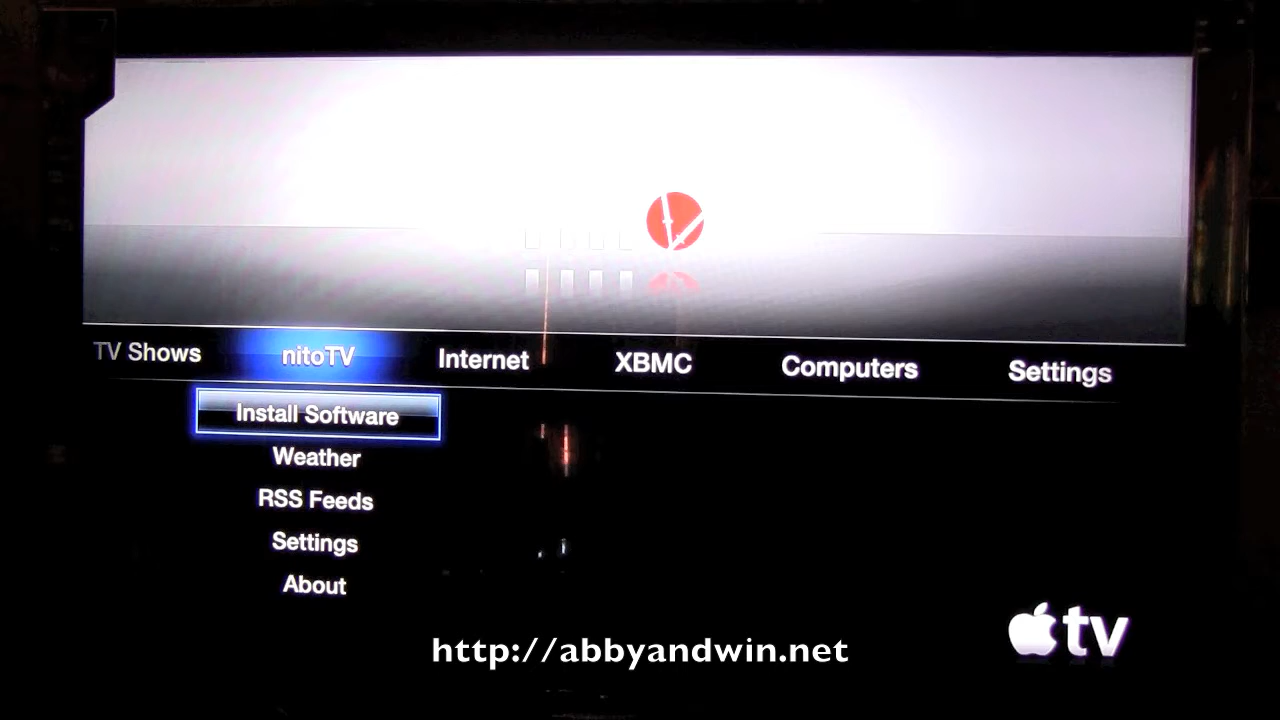 TV Shows nitoTV Internet XBMC Computers Settings
Install Software
Weather
RSS Feeds
Settings
About
tv
http://abbyandwin.net